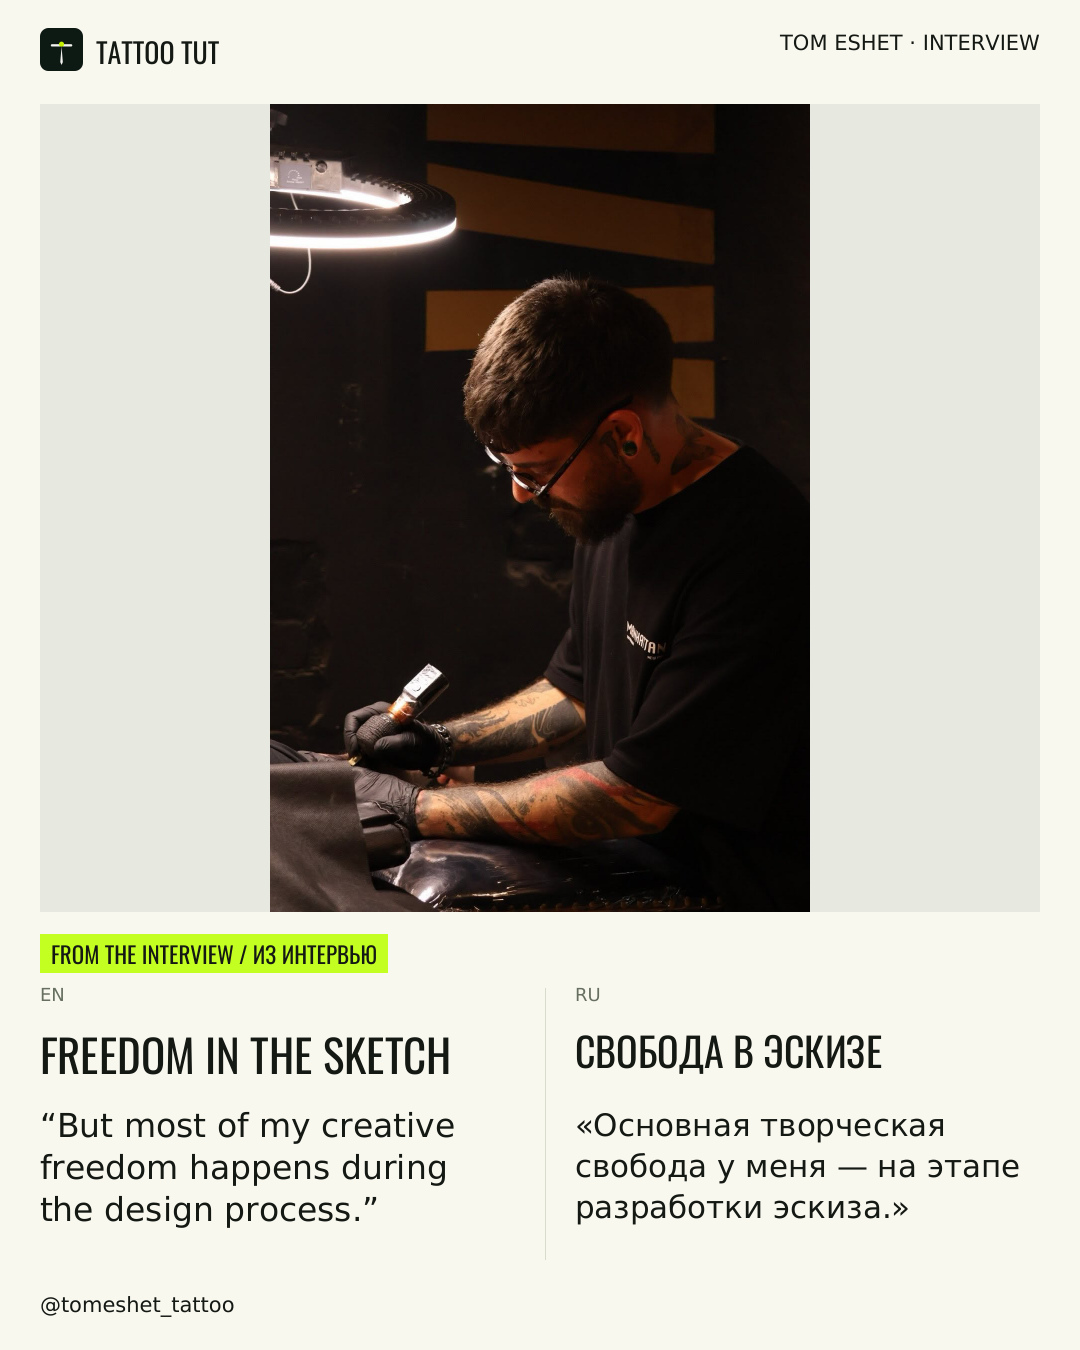 TATTOO TUT
TOM ESHET · INTERVIEW
FROM THE INTERVIEW / ИЗ ИНТЕРВЬЮ
EN
FREEDOM IN THE SKETCH
“But most of my creative
freedom happens during
the design process.”
RU
СВОБОДА В ЭСКИЗЕ
«Основная творческая
свобода у меня — на этапе
разработки эскиза.»
@tomeshet_tattoo